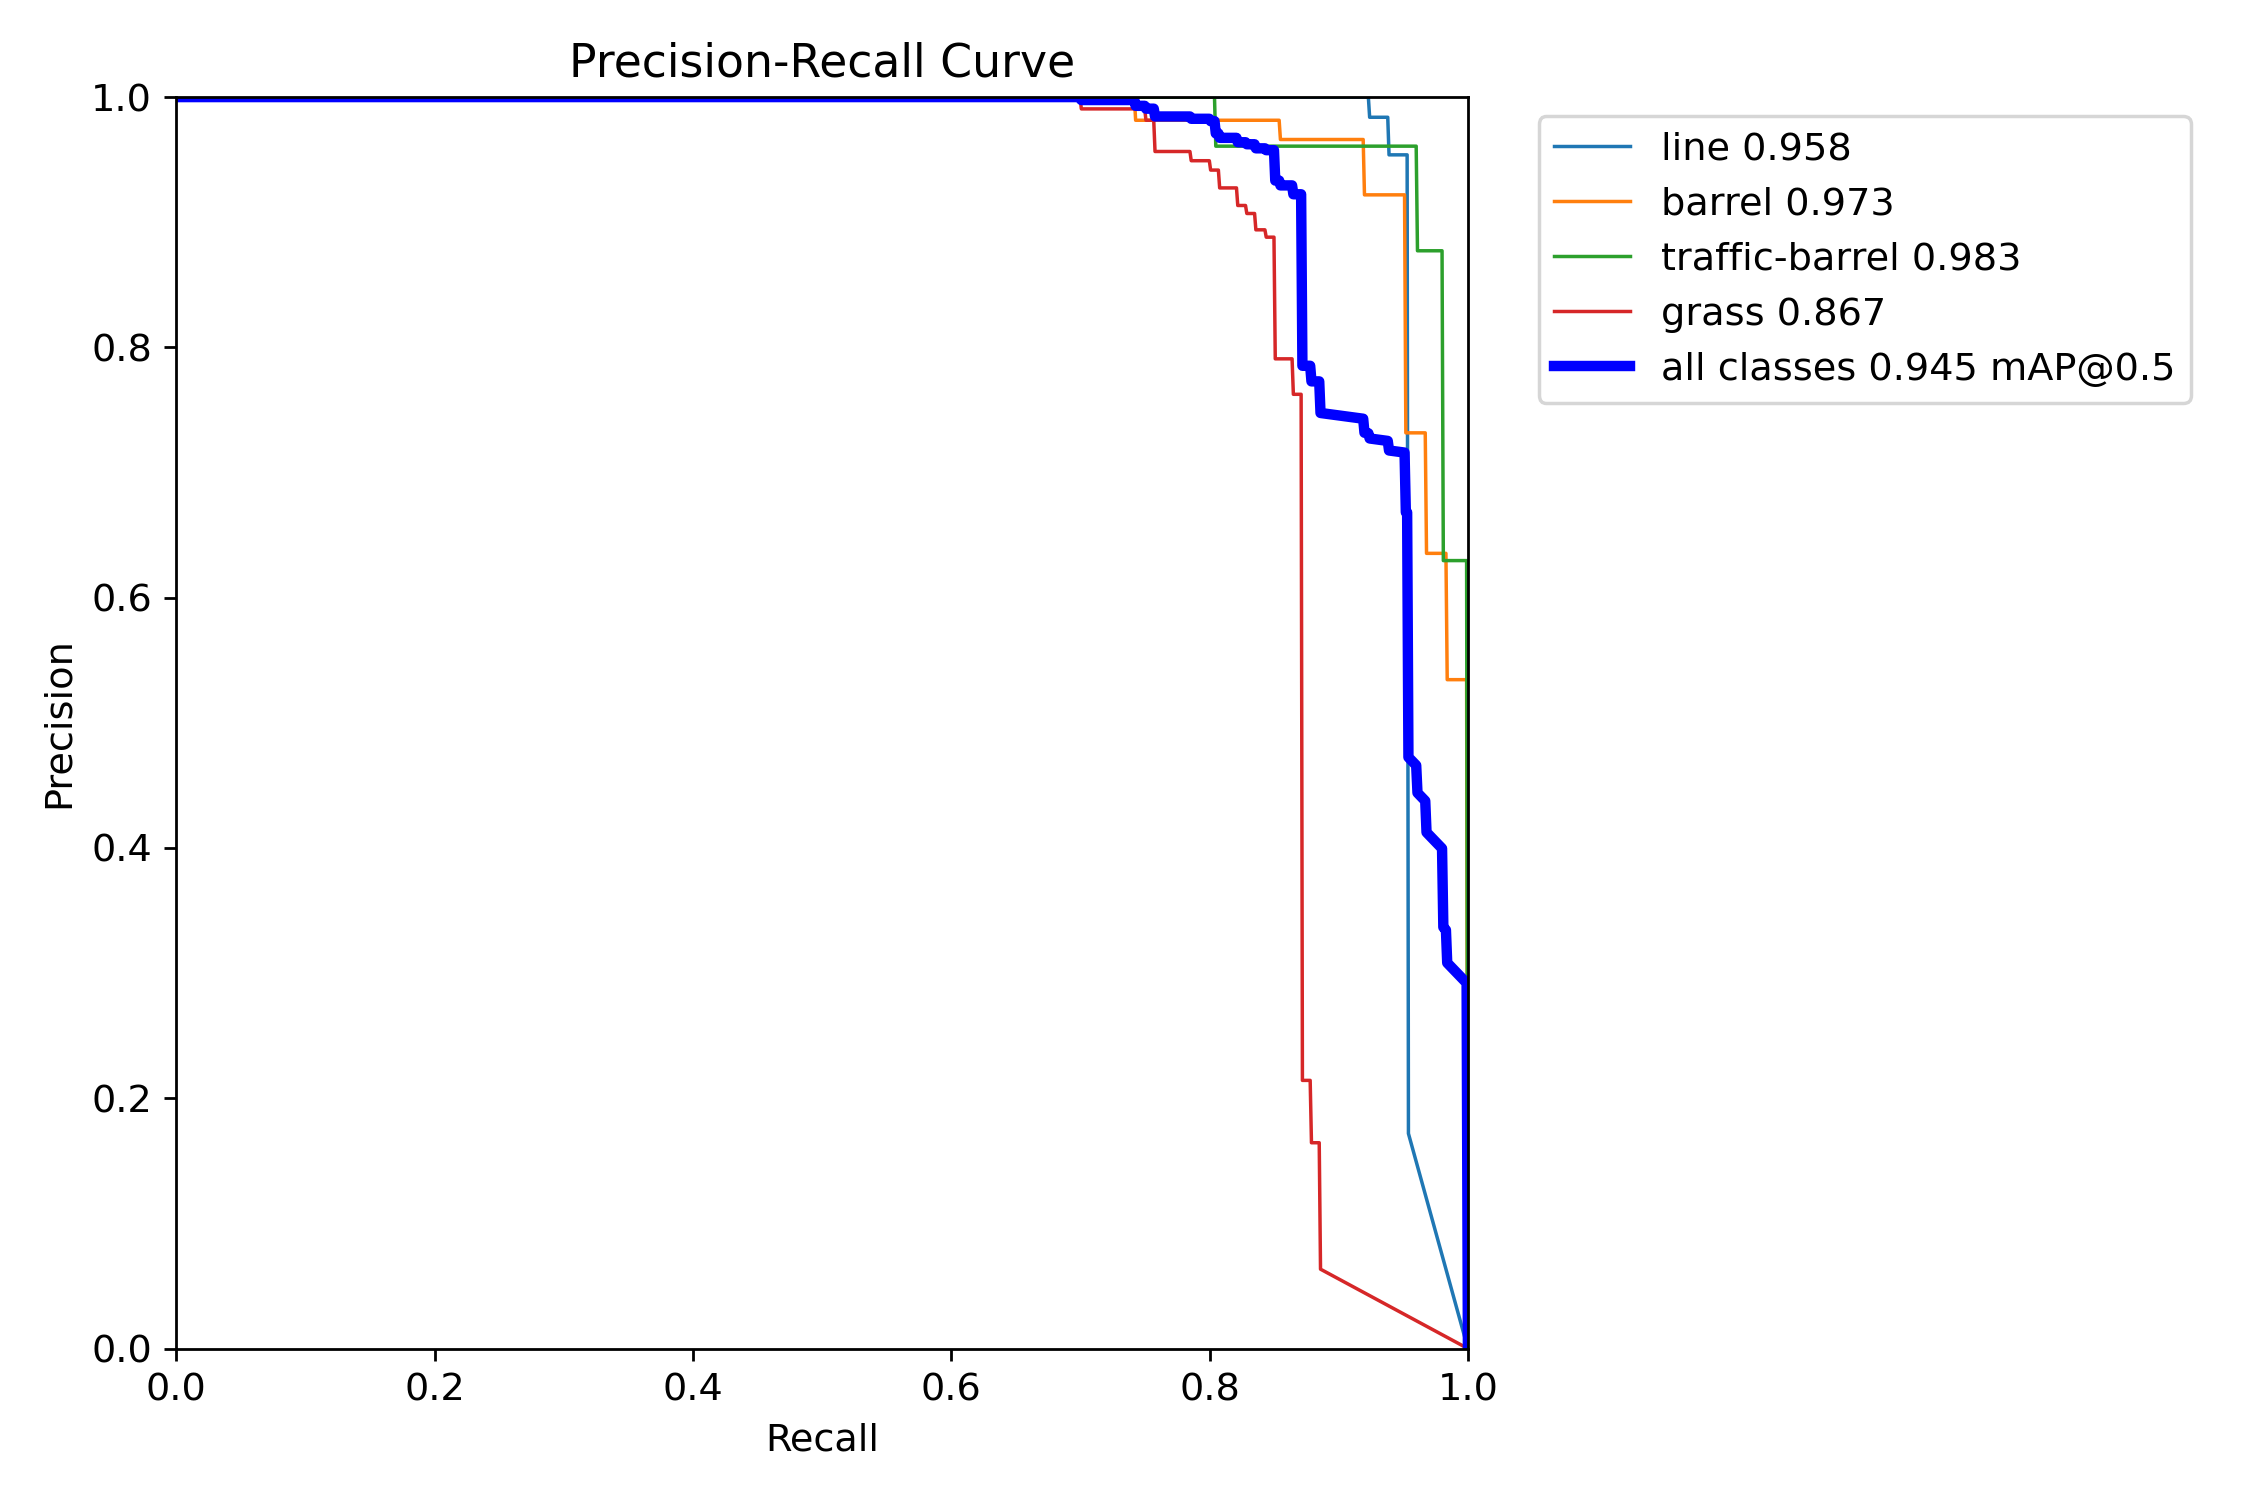 Precision-Recall Curve
1.0
0.8
0.6
0.4
0.2
0.0
Precision
0.0 0.2 0.4 0.6 0.8 1.0
Recall
line 0.958
barrel 0.973
traffic-barrel 0.983
grass 0.867
all classes 0.945 mAP@0.5